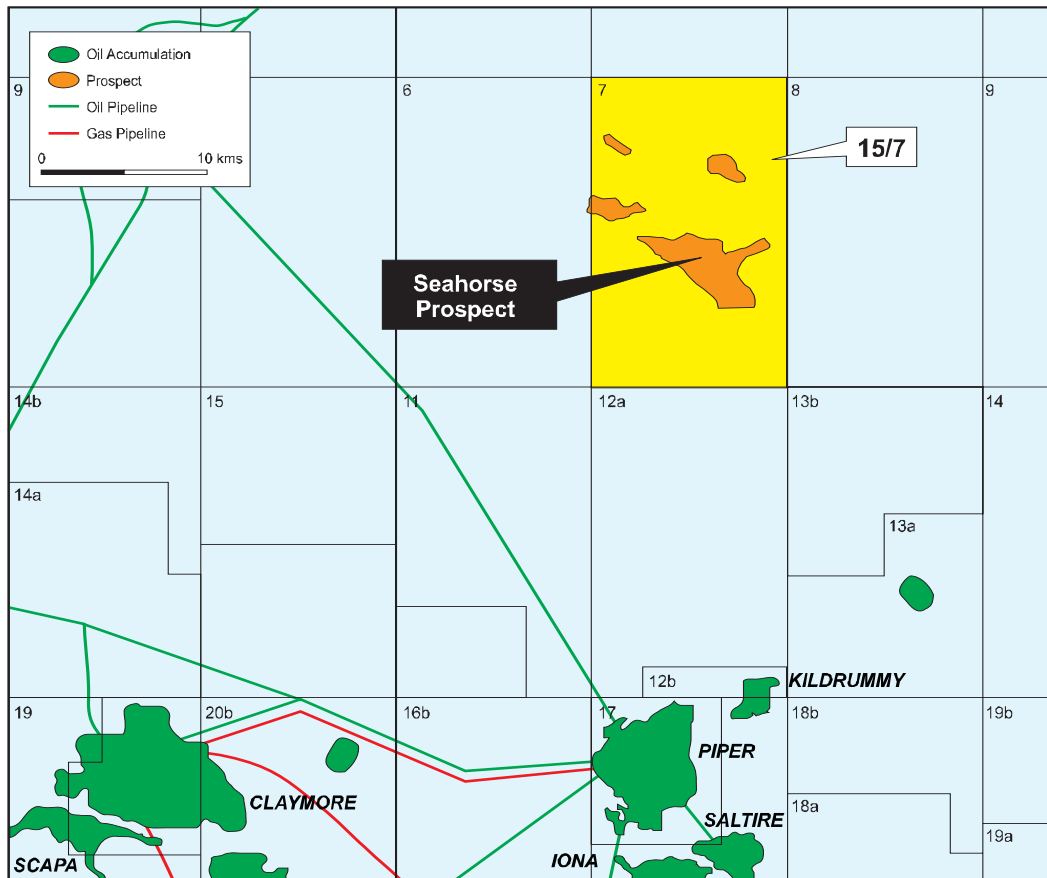 Oil Accumulation
Prospect
Oil Pipeline
Gas Pipeline
0 10 kms
9
6
7
8
9
15/7
Seahorse
Prospect
14b
15
11
12a
13b
14
14a
13a
12b
KILDRUMMY
19
20b
16b
17
18b
19b
PIPER
CLAYMORE
18a
SALTIRE
19a
SCAPA
IONA